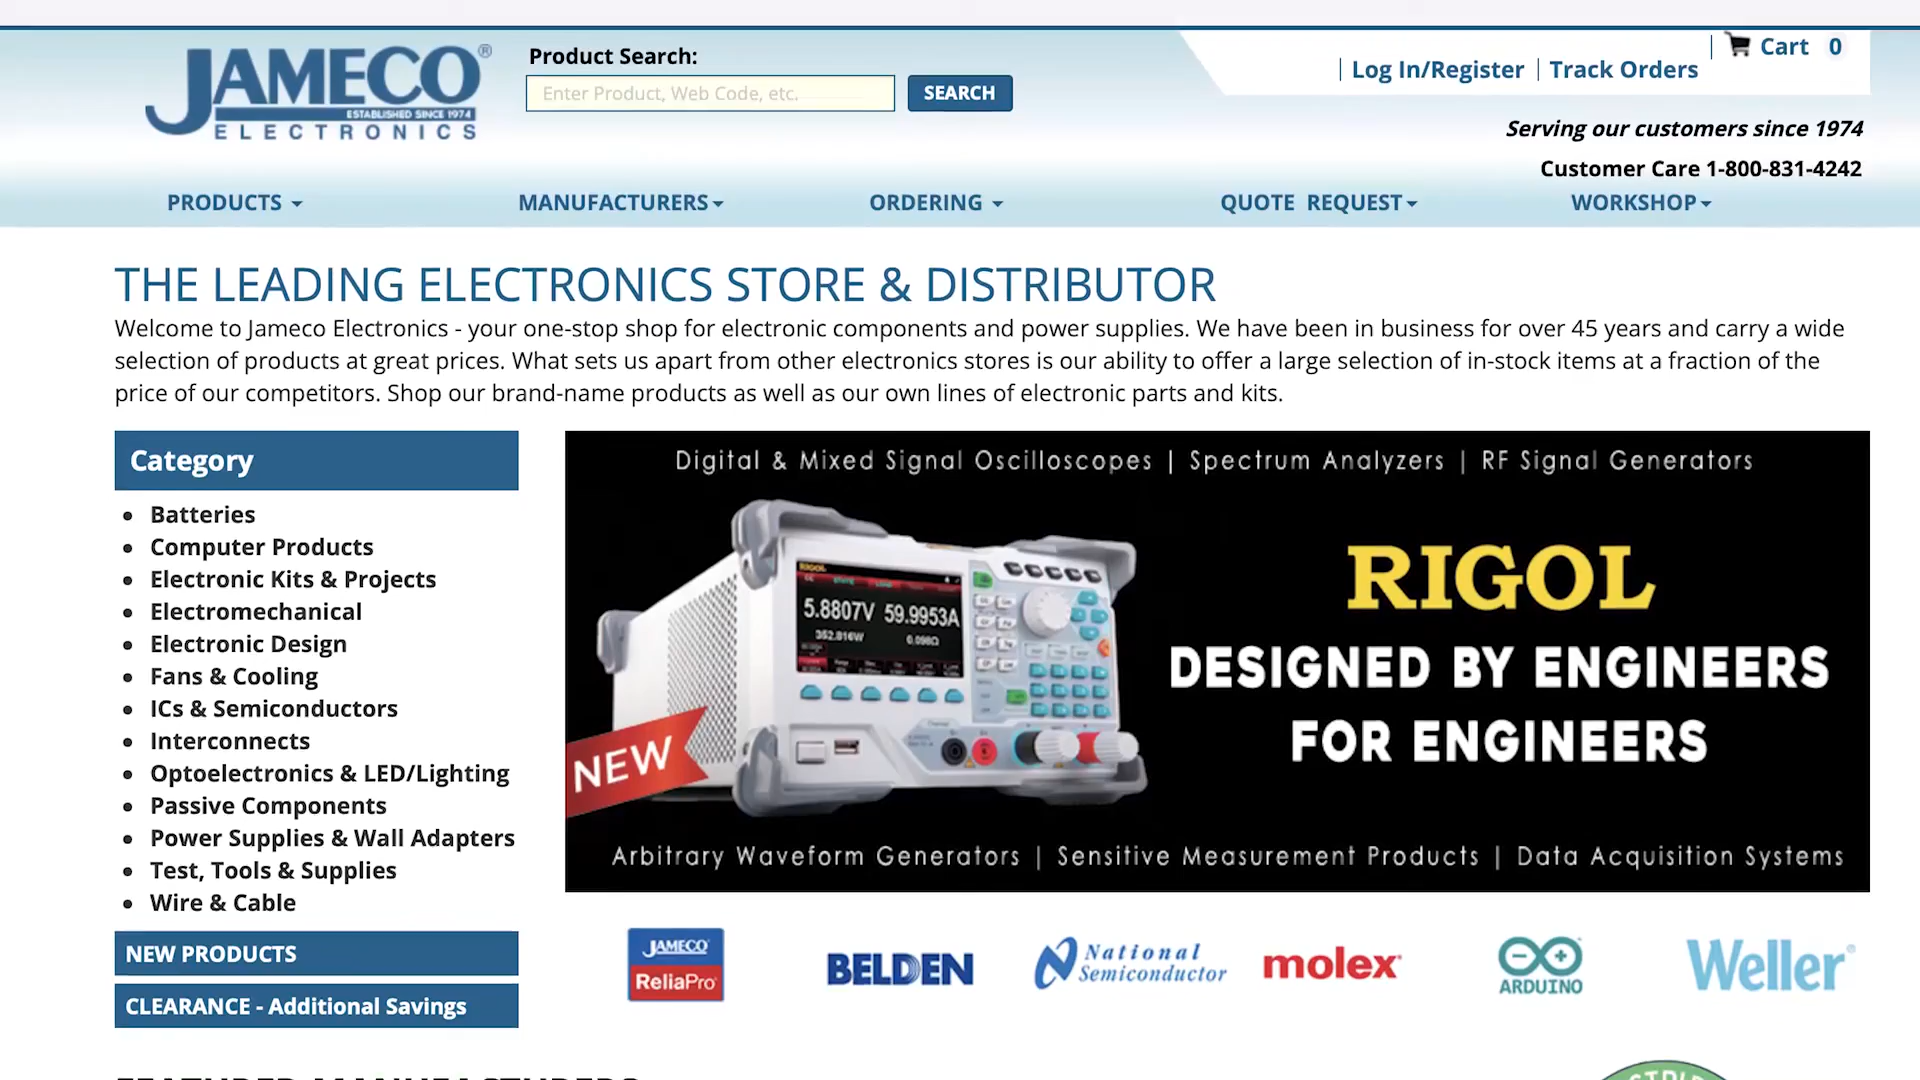 JAMECO®
ESTABLISHED SINCE 1974
ELECTRONICS
Product Search:
Enter Product, Web Code, etc.
SEARCH
Log In/Register
Track Orders
Cart 0
Serving our customers since 1974
Customer Care 1-800-831-4242
PRODUCTS
MANUFACTURERS
ORDERING
QUOTE REQUEST
WORKSHOP
THE LEADING ELECTRONICS STORE & DISTRIBUTOR
Welcome to Jameco Electronics - your one-stop shop for electronic components and power supplies. We have been in business for over 45 years and carry a wide
selection of products at great prices. What sets us apart from other electronics stores is our ability to offer a large selection of in-stock items at a fraction of the
price of our competitors. Shop our brand-name products as well as our own lines of electronic parts and kits.
Category
Batteries
Computer Products
Electronic Kits & Projects
Electromechanical
Electronic Design
Fans & Cooling
ICs & Semiconductors
Interconnects
Optoelectronics & LED/Lighting
Passive Components
Power Supplies & Wall Adapters
Test, Tools & Supplies
Wire & Cable
NEW PRODUCTS
CLEARANCE - Additional Savings
Digital & Mixed Signal Oscilloscopes | Spectrum Analyzers | RF Signal Generators
RIGOL
5.8807V 59.9953A
352.816W 0.098Ω
NEW
RIGOL
DESIGNED BY ENGINEERS
FOR ENGINEERS
Arbitrary Waveform Generators | Sensitive Measurement Products | Data Acquisition Systems
JAMECO
ReliaPro
BELDEN
National
Semiconductor
molex
ARDUINO
Weller®
FEATURED MANUFACTURERS